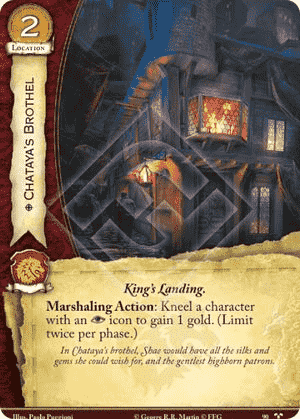 2
LOCATION
CHATAYA'S BROTHEL
King's Landing.
Marshaling Action: Kneel a character
with an icon to gain 1 gold. (Limit
twice per phase.)
In Chataya's brothel, Shae would have all the silks and
gems she could wish for, and the gentlest highborn patrons.
Illus. Paolo Puggioni
© George R.R. Martin © FFG
90